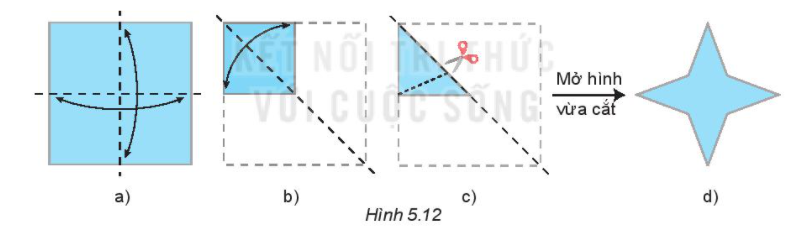 KẾT NỐI TRI THỨC
VỚI CUỘC SỐNG
Mở hình
vừa cắt
a)
b)
c)
d)
Hình 5.12